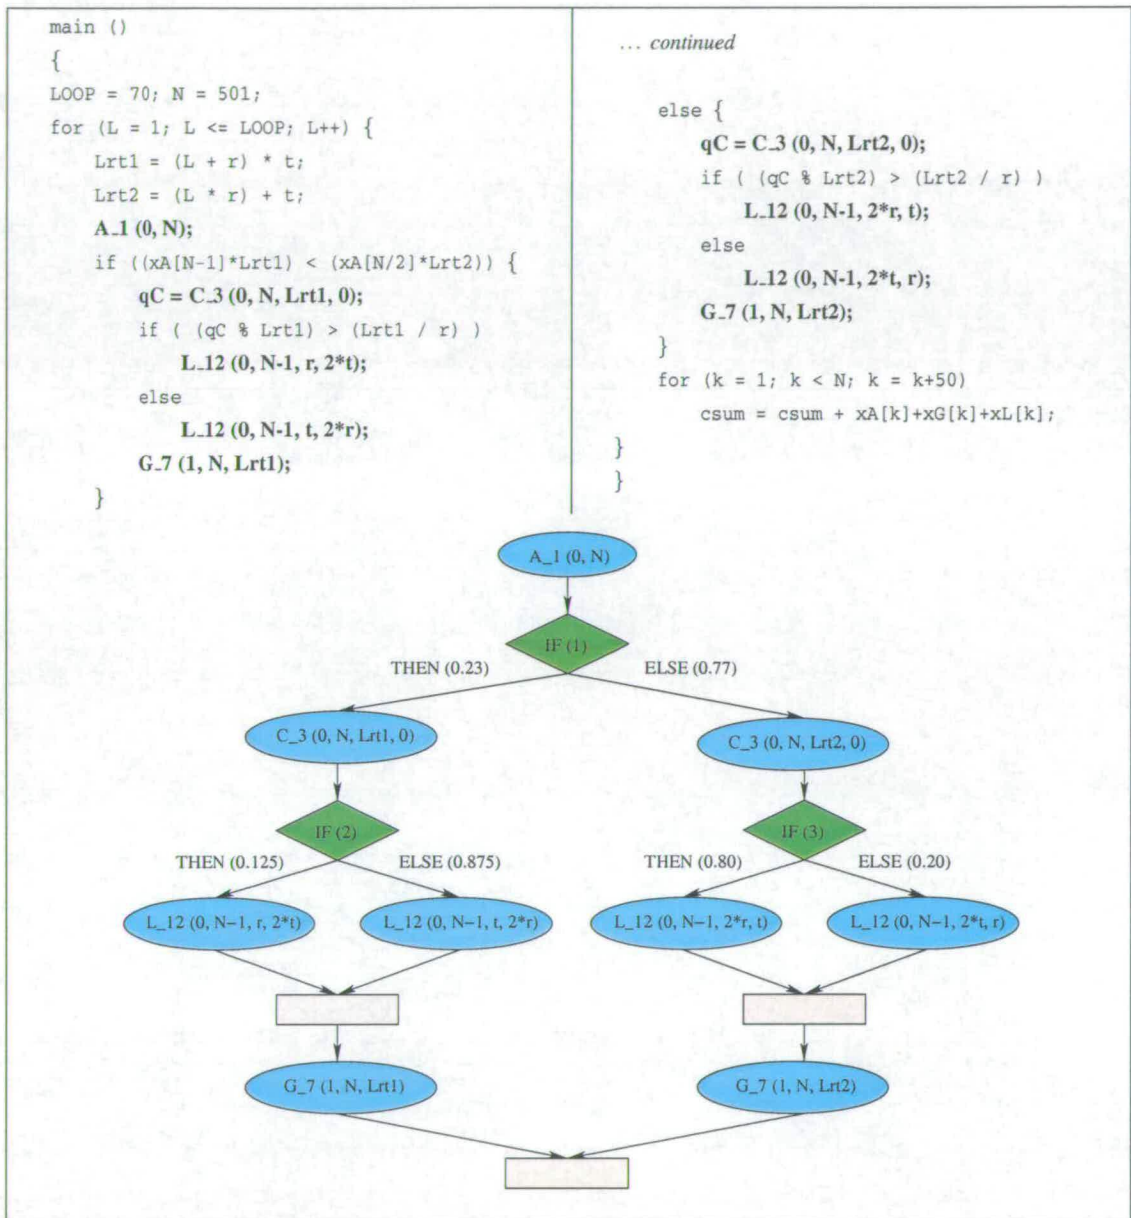 main ()
{
LOOP = 70; N = 501;
for (L = 1; L <= LOOP; L++) {
Lrt1 = (L + r) * t;
Lrt2 = (L * r) + t;
A_1 (0, N);
if ((xA[N-1]*Lrt1) < (xA[N/2]*Lrt2)) {
qC = C_3 (0, N, Lrt1, 0);
if ( (qC % Lrt1) > (Lrt1 / r) )
L_12 (0, N-1, r, 2*t);
else
L_12 (0, N-1, t, 2*r);
G_7 (1, N, Lrt1);
}
... continued
else {
qC = C_3 (0, N, Lrt2, 0);
if ( (qC % Lrt2) > (Lrt2 / r) )
L_12 (0, N-1, 2*r, t);
else
L_12 (0, N-1, 2*t, r);
G_7 (1, N, Lrt2);
}
for (k = 1; k < N; k = k+50)
csum = csum + xA[k]+xG[k]+xL[k];
}
}
A_1 (0, N)
IF (1)
THEN (0.23) ELSE (0.77)
C_3 (0, N, Lrt1, 0) C_3 (0, N, Lrt2, 0)
IF (2) IF (3)
THEN (0.125) ELSE (0.875) THEN (0.80) ELSE (0.20)
L_12 (0, N−1, r, 2*t) L_12 (0, N−1, t, 2*r) L_12 (0, N−1, 2*r, t) L_12 (0, N−1, 2*t, r)
G_7 (1, N, Lrt1) G_7 (1, N, Lrt2)